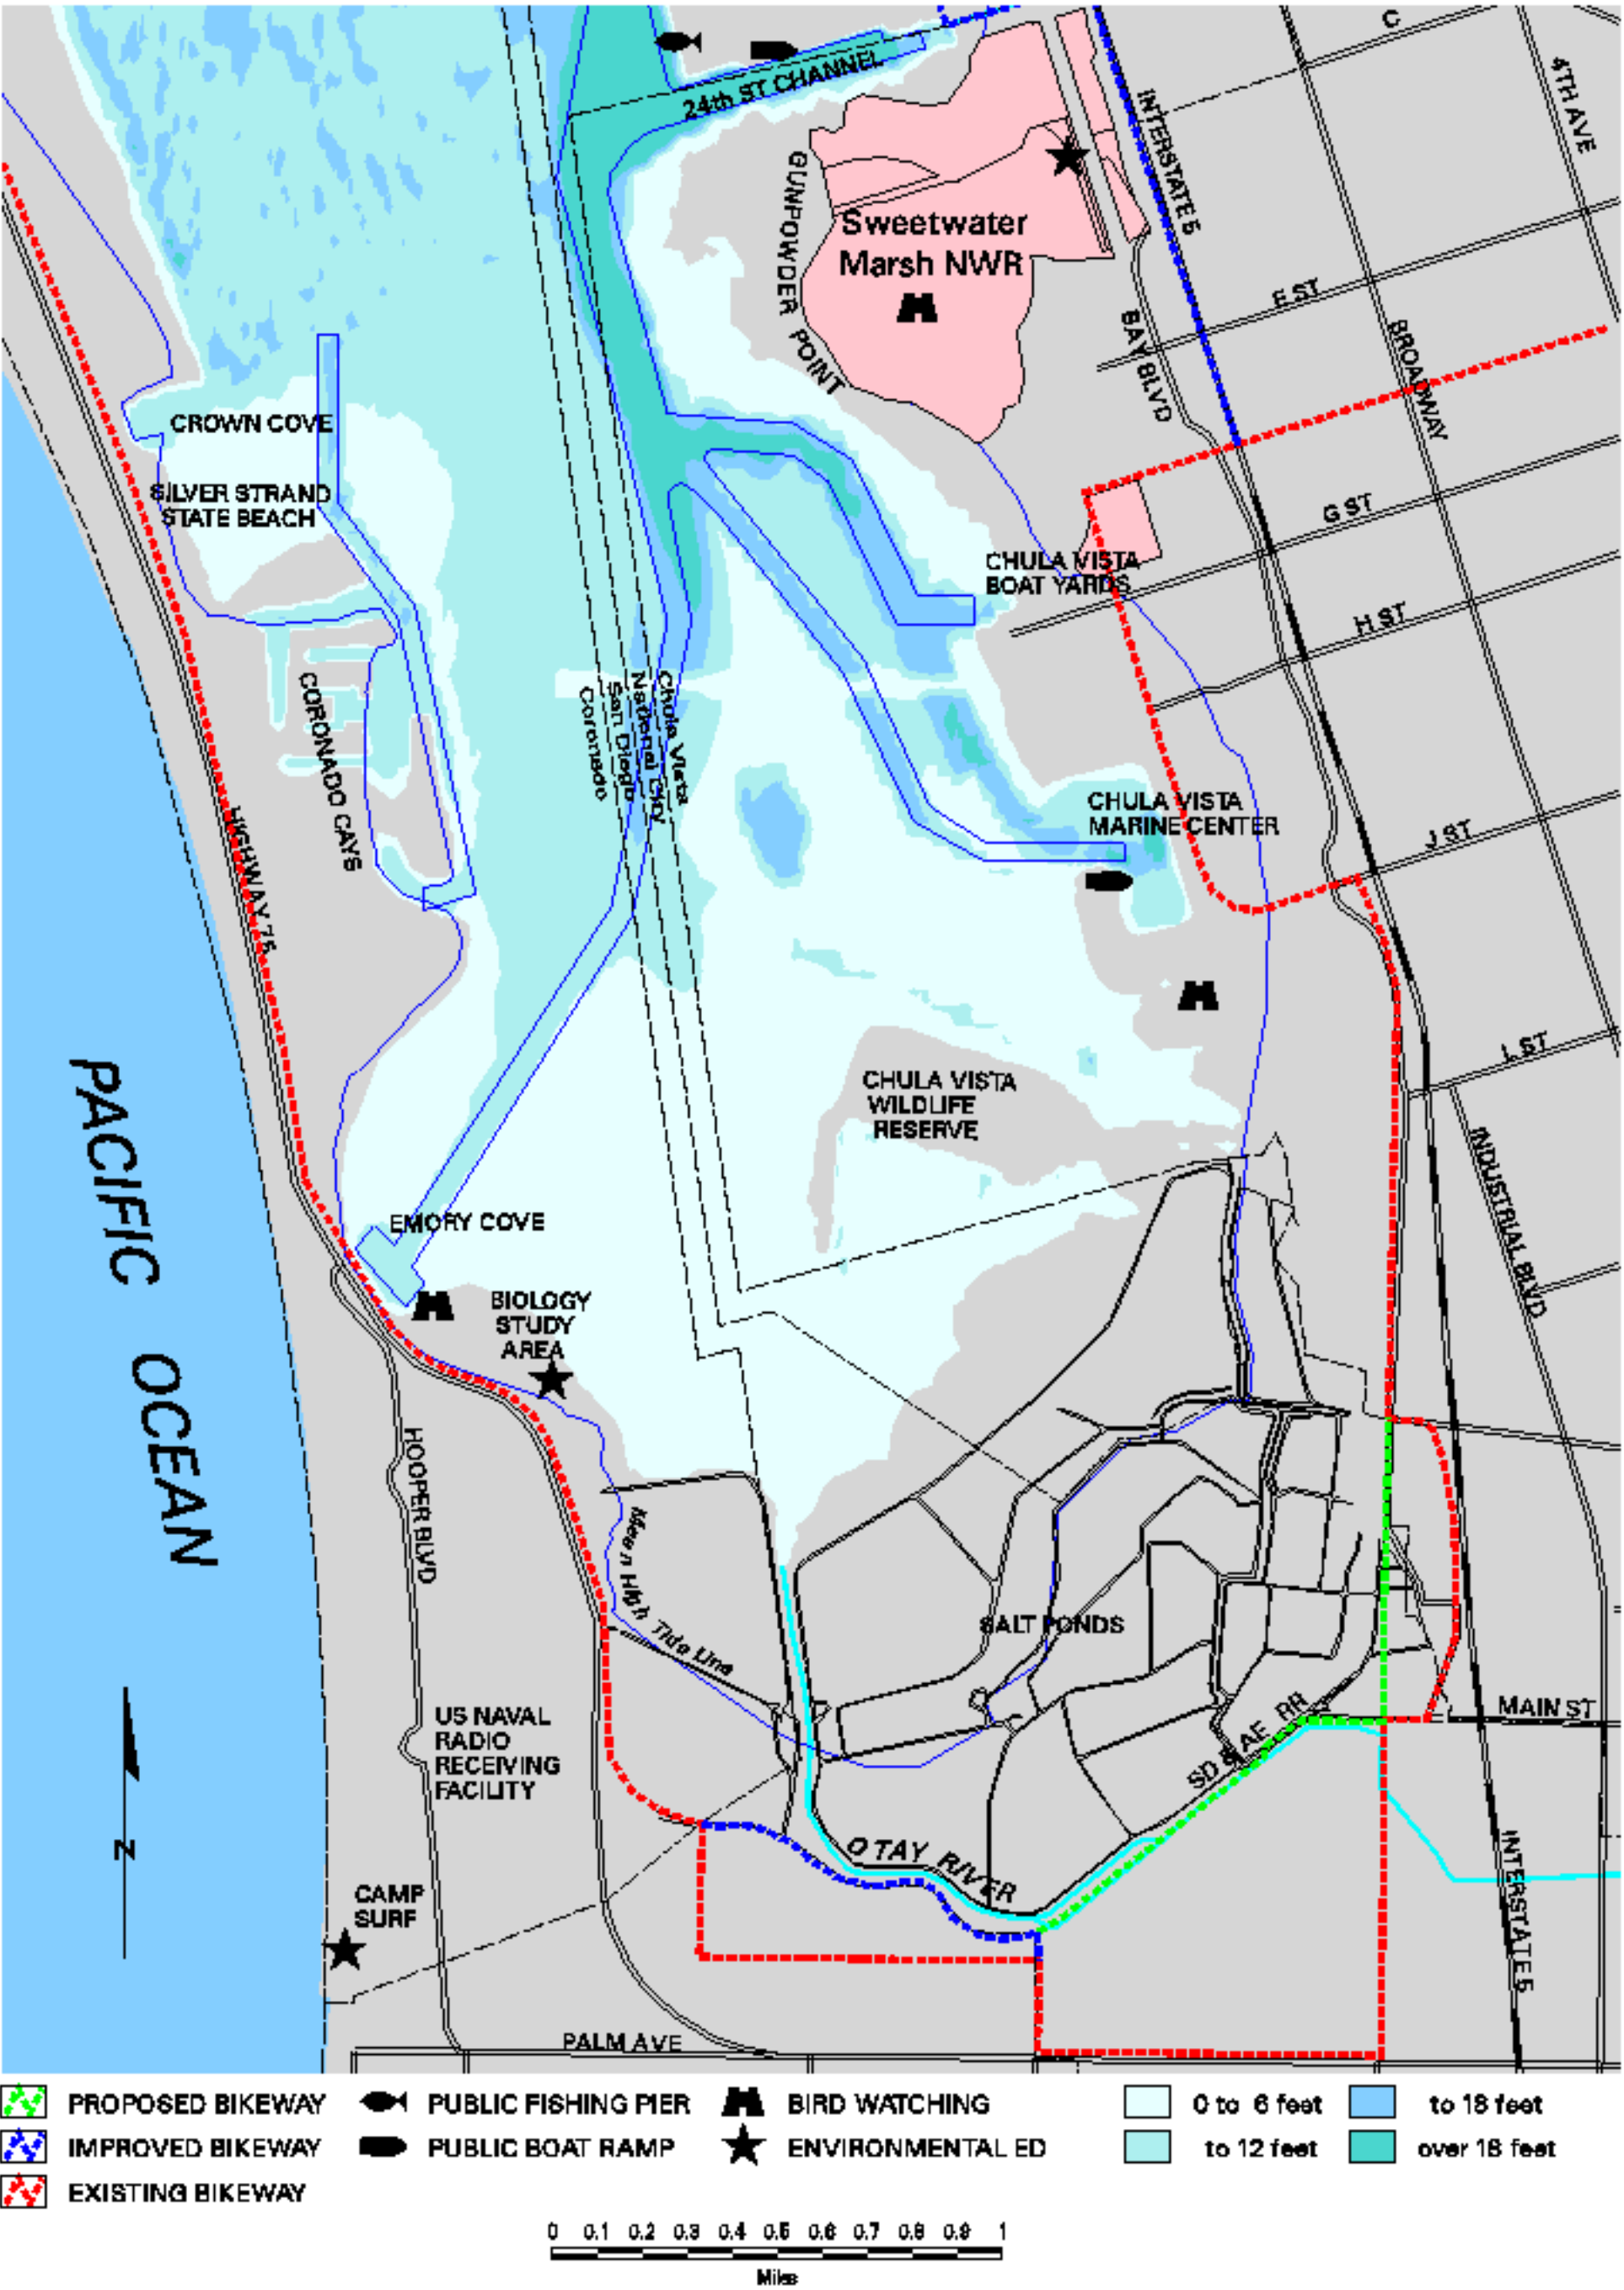 C
4TH AVE
24th ST CHANNEL
INTERSTATE 5
GUNPOWDER POINT
Sweetwater
Marsh NWR
E ST
BAY BLVD
BROADWAY
CROWN COVE
SILVER STRAND
STATE BEACH
G ST
CHULA VISTA
BOAT YARDS
H ST
CORONADO CAYS
Coronado
San Diego
National City
Chula Vista
CHULA VISTA
MARINE CENTER
J ST
HIGHWAY 75
L ST
CHULA VISTA
WILDLIFE
RESERVE
PACIFIC OCEAN
INDUSTRIAL BLVD
EMORY COVE
BIOLOGY
STUDY
AREA
HOOPER BLVD
Mean High Tide Line
SALT PONDS
MAIN ST
SD & AE RR
US NAVAL
RADIO
RECEIVING
FACILITY
OTAY RIVER
INTERSTATE 5
N
CAMP
SURF
PALM AVE
PROPOSED BIKEWAY
IMPROVED BIKEWAY
EXISTING BIKEWAY
PUBLIC FISHING PIER
PUBLIC BOAT RAMP
BIRD WATCHING
ENVIRONMENTAL ED
0 to 6 feet
to 12 feet
to 18 feet
over 18 feet
0 0.1 0.2 0.3 0.4 0.5 0.6 0.7 0.8 0.9 1
Miles